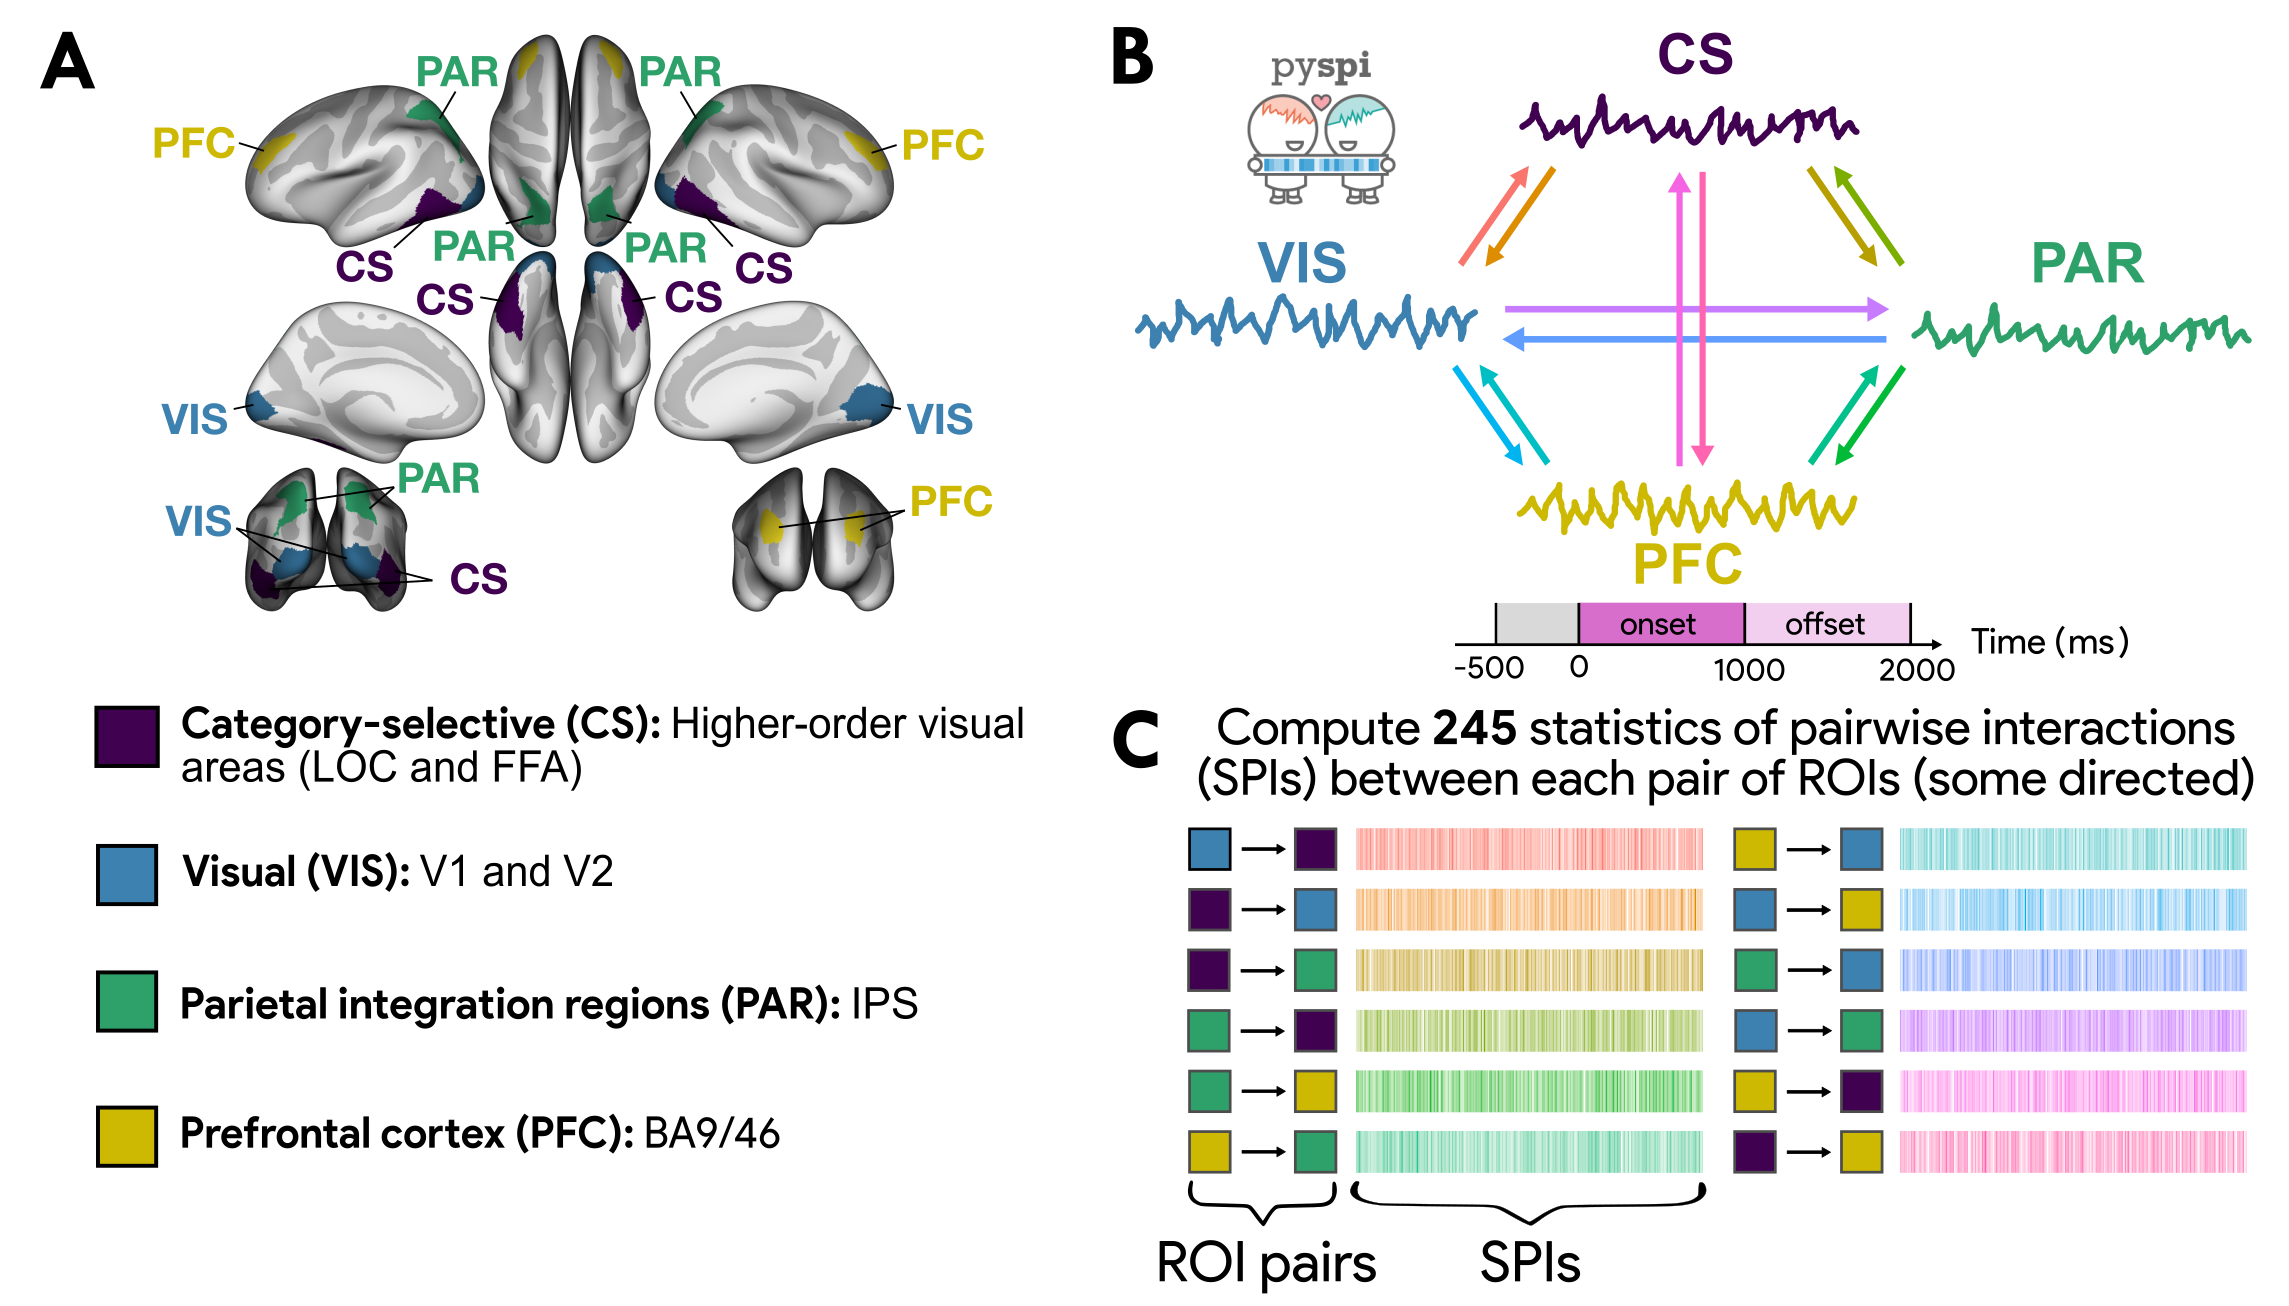 A
PAR
PAR
PFC
PFC
PAR
PAR
CS
CS
CS
CS
VIS
VIS
PAR
VIS
PFC
CS
Category-selective (CS): Higher-order visual
areas (LOC and FFA)
Visual (VIS): V1 and V2
Parietal integration regions (PAR): IPS
Prefrontal cortex (PFC): BA9/46
B
pyspi
CS
VIS
PAR
PFC
onset
offset
Time (ms)
-500
0
1000
2000
C
Compute 245 statistics of pairwise interactions
(SPIs) between each pair of ROIs (some directed)
ROI pairs
SPIs